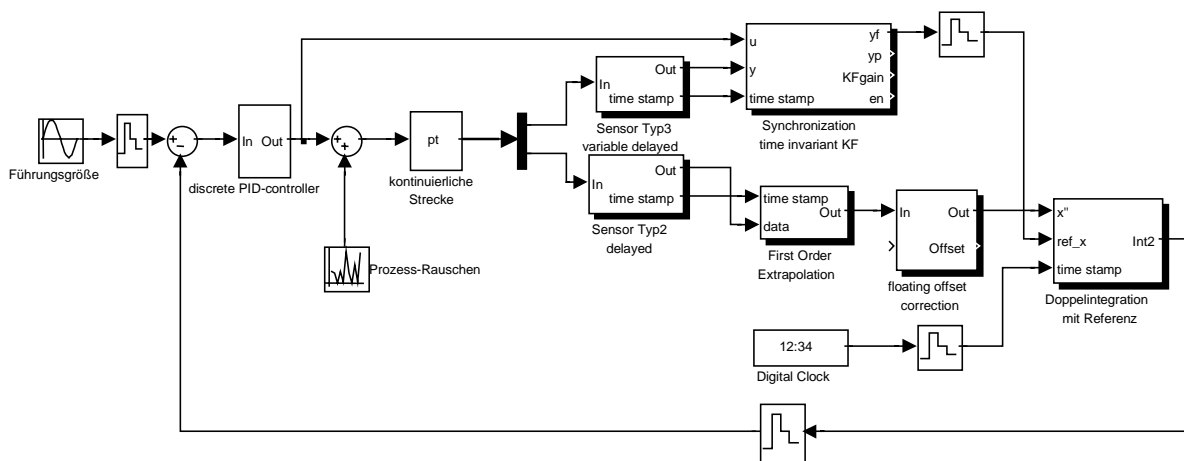 Führungsgröße
In Out
discrete PID-controller
Prozess-Rauschen
pt
kontinuierliche
Strecke
In
Out
time stamp
Sensor Typ3
variable delayed
In
Out
time stamp
Sensor Typ2
delayed
u
y
time stamp
yf
yp
KFgain
en
Synchronization
time invariant KF
time stamp
data
Out
First Order
Extrapolation
In
Out
Offset
floating offset
correction
x"
ref_x
time stamp
Int2
Doppelintegration
mit Referenz
12:34
Digital Clock